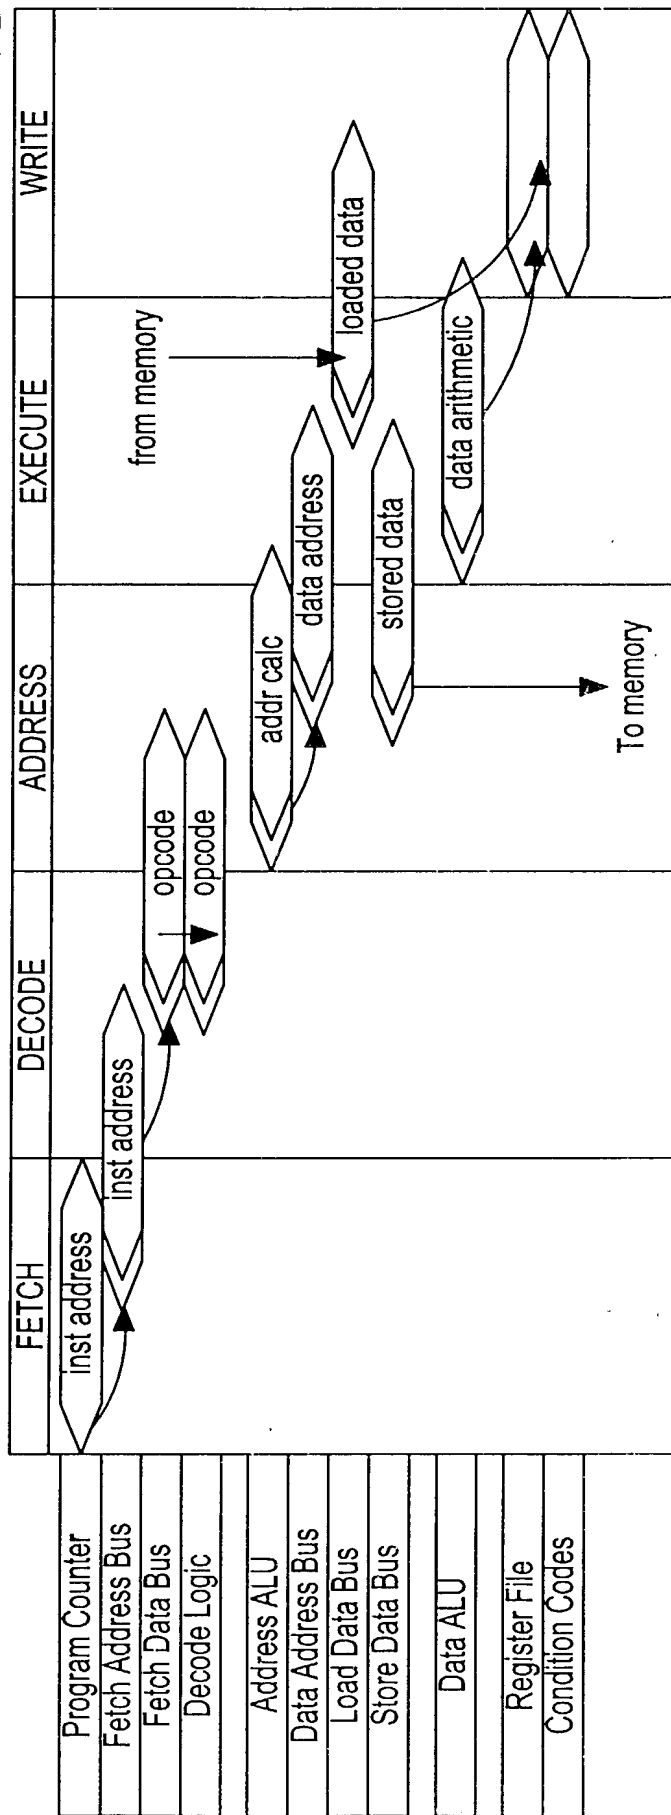 FETCH
DECODE
ADDRESS
EXECUTE
WRITE
Program Counter
inst address
Fetch Address Bus
inst address
Fetch Data Bus
opcode
Decode Logic
opcode
Address ALU
addr calc
Data Address Bus
data address
Load Data Bus
loaded data
from memory
Store Data Bus
stored data
To memory
Data ALU
data arithmetic
Register File
Condition Codes